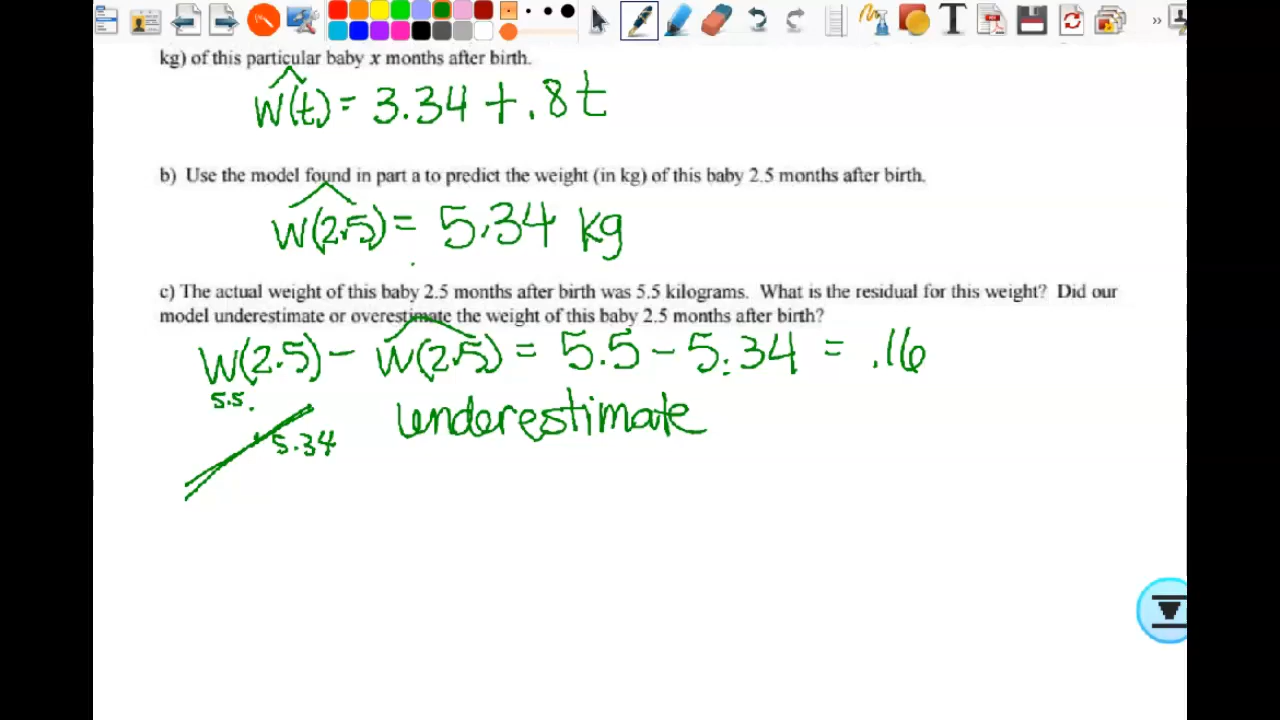 kg) of this particular baby x months after birth.
w(t) = 3.34 + .8t
b) Use the model found in part a to predict the weight (in kg) of this baby 2.5 months after birth.
w(2.5) = 5.34 kg
c) The actual weight of this baby 2.5 months after birth was 5.5 kilograms. What is the residual for this weight? Did our
model underestimate or overestimate the weight of this baby 2.5 months after birth?
w(2.5) - w(2.5) = 5.5 - 5.34 = .16
5.5
underestimate
5.34